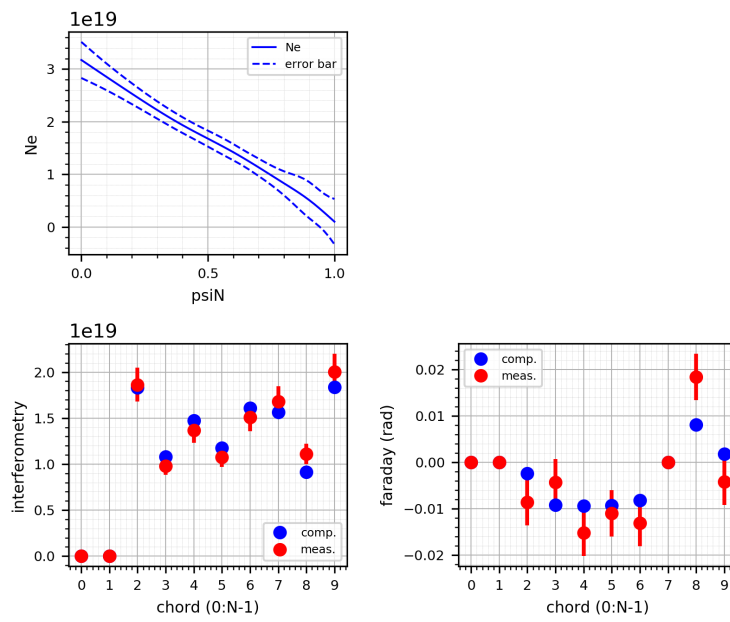 1e19
Ne
error bar
3
2
1
0
Ne
0.0 0.5 1.0
psiN
1e19
2.0
1.5
1.0
0.5
0.0
interferometry
comp.
meas.
0 1 2 3 4 5 6 7 8 9
chord (0:N-1)
comp.
meas.
0.02
0.01
0.00
−0.01
−0.02
faraday (rad)
0 1 2 3 4 5 6 7 8 9
chord (0:N-1)